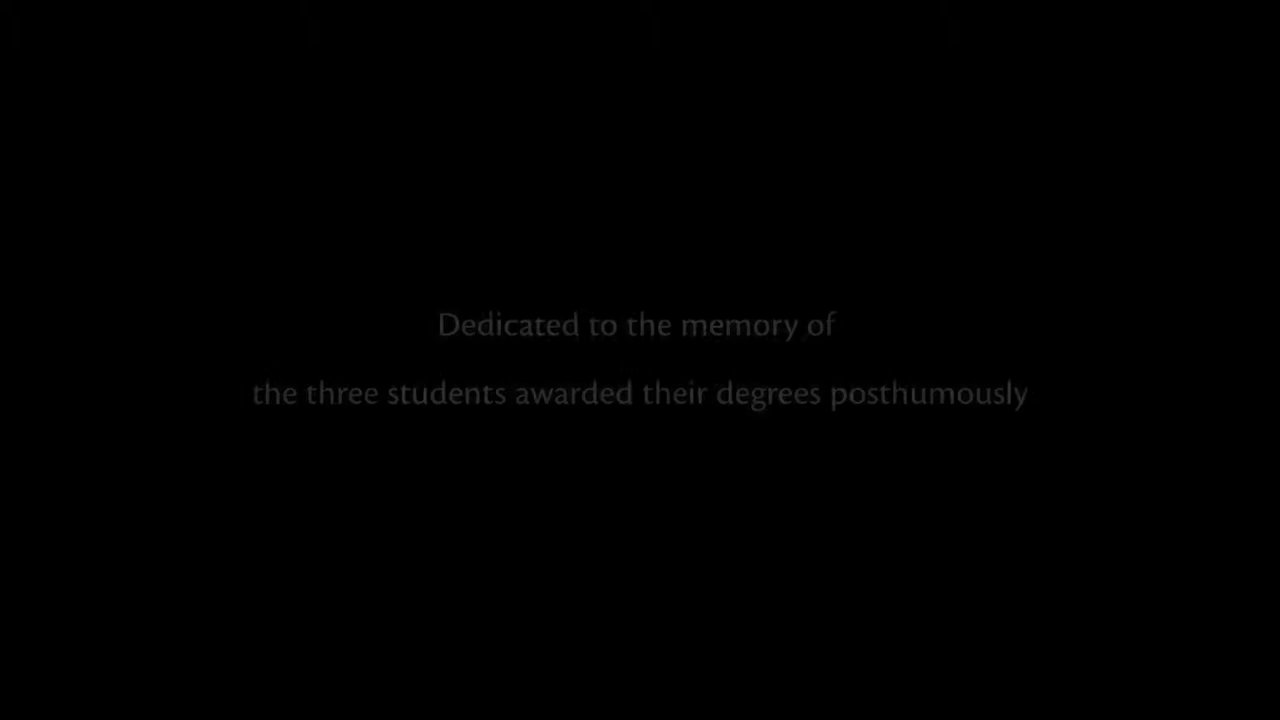 Dedicated to the memory of
the three students awarded their degrees posthumously